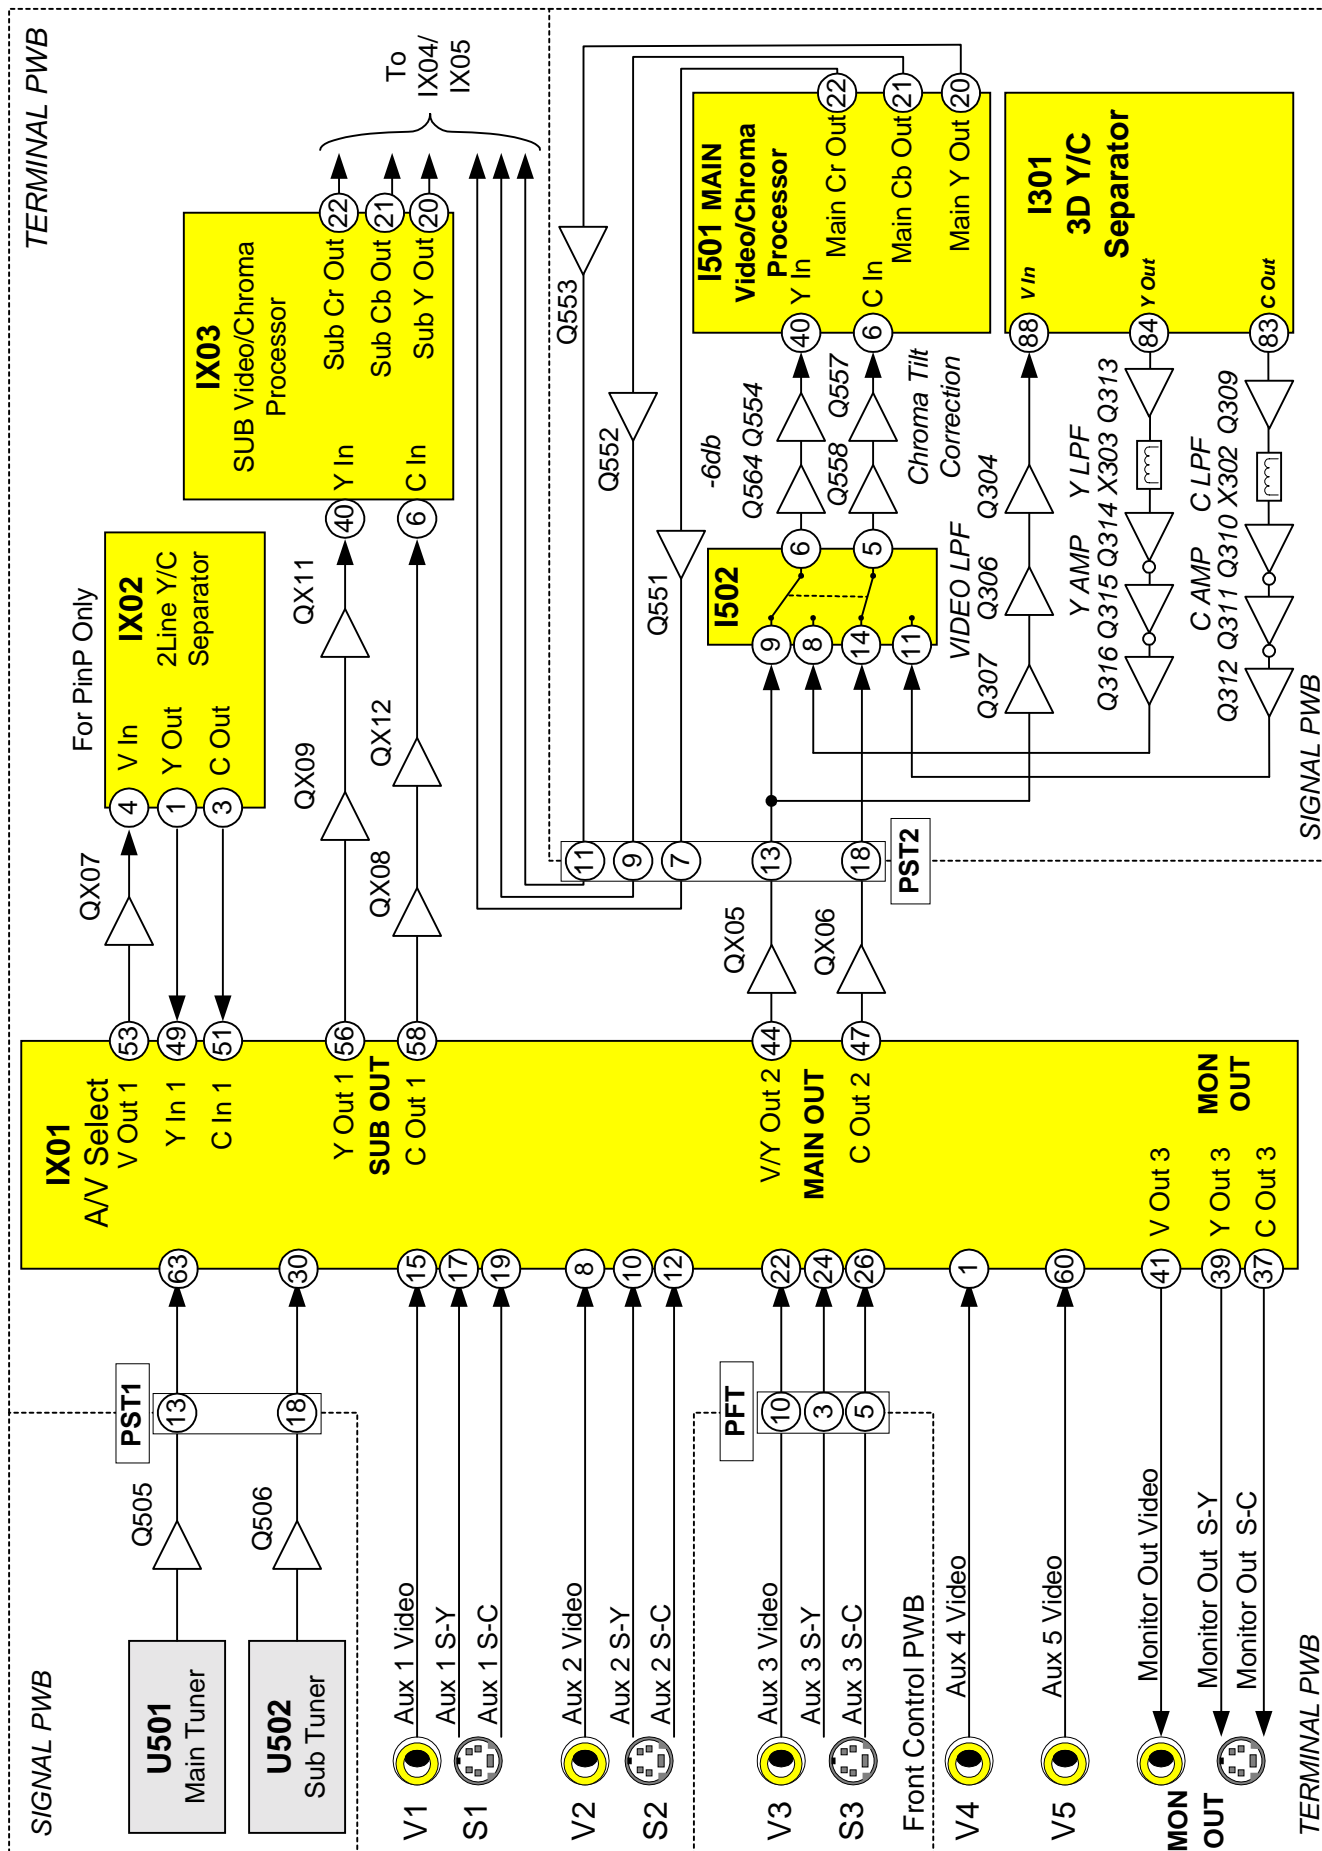 SIGNAL PWB
U501
Main Tuner
Q505
PST1
13
63
U502
Sub Tuner
Q506
18
30
V1
Aux 1 Video
15
S1
Aux 1 S-Y
17
Aux 1 S-C
19
V2
Aux 2 Video
8
S2
Aux 2 S-Y
10
Aux 2 S-C
12
PFT
V3
Aux 3 Video
10
22
S3
Aux 3 S-Y
3
24
Aux 3 S-C
5
26
Front Control PWB
V4
Aux 4 Video
1
V5
Aux 5 Video
60
MON
OUT
Monitor Out Video
41
V Out 3
Monitor Out S-Y
39
Y Out 3
Monitor Out S-C
37
C Out 3
MON
OUT
TERMINAL PWB
IX01
A/V Select
V Out 1
53
Y In 1
49
C In 1
51
Y Out 1
56
SUB OUT
C Out 1
58
V/Y Out 2
44
MAIN OUT
C Out 2
47
QX07
For PinP Only
4
V In
1
Y Out
3
C Out
IX02
2Line Y/C
Separator
QX09
QX11
40
Y In
QX08
QX12
6
C In
IX03
SUB Video/Chroma
Processor
Sub Cr Out
22
Sub Cb Out
21
Sub Y Out
20
To
IX04/
IX05
TERMINAL PWB
QX05
QX06
PST2
11
9
7
13
18
Q553
Q552
Q551
I502
9
8
14
11
6
5
-6db
Q564 Q554
Q558
Q557
Chroma Tilt
Correction
40
Y In
6
C In
I501 MAIN
Video/Chroma
Processor
Main Cr Out
22
Main Cb Out
21
Main Y Out
20
VIDEO LPF
Q307
Q306
Q304
88
V In
I301
3D Y/C
Separator
Y AMP
Y LPF
Q316 Q315 Q314 X303 Q313
84
Y Out
C AMP
C LPF
Q312 Q311 Q310 X302 Q309
83
C Out
SIGNAL PWB